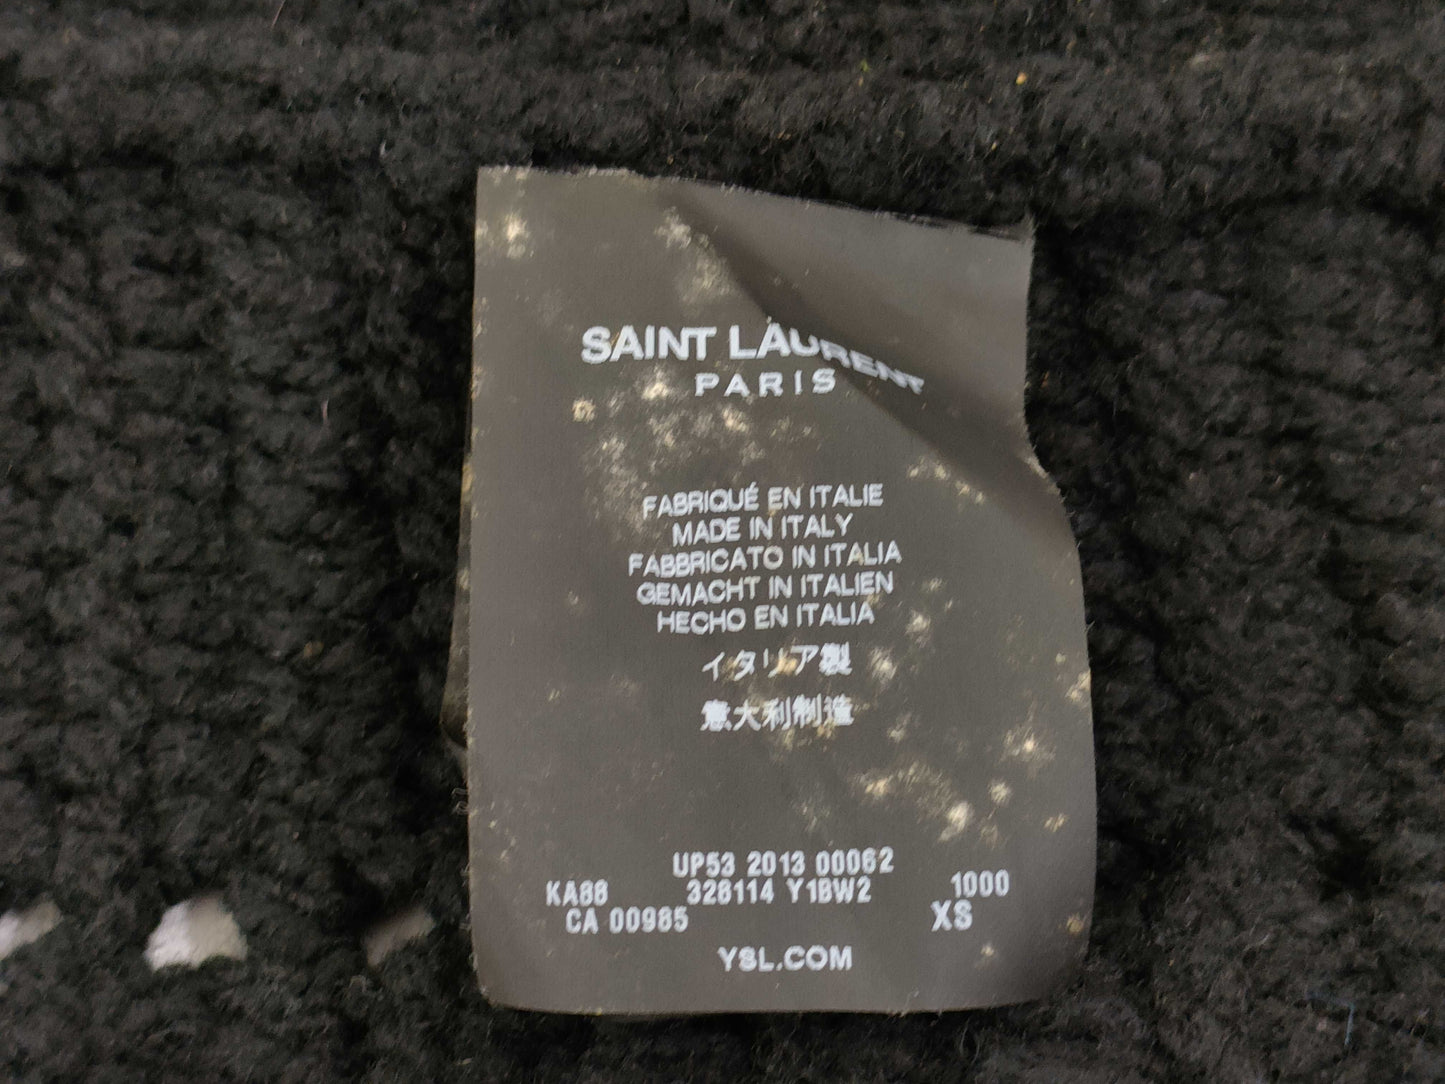 SAINT LAURENT
PARIS
FABRIQUÉ EN ITALIE
MADE IN ITALY
FABBRICATO IN ITALIA
GEMACHT IN ITALIEN
HECHO EN ITALIA
イタリア製
意大利制造
UP53 2013 00062
KA88 328114 Y1BW2 1000
CA 00985 XS
YSL.COM